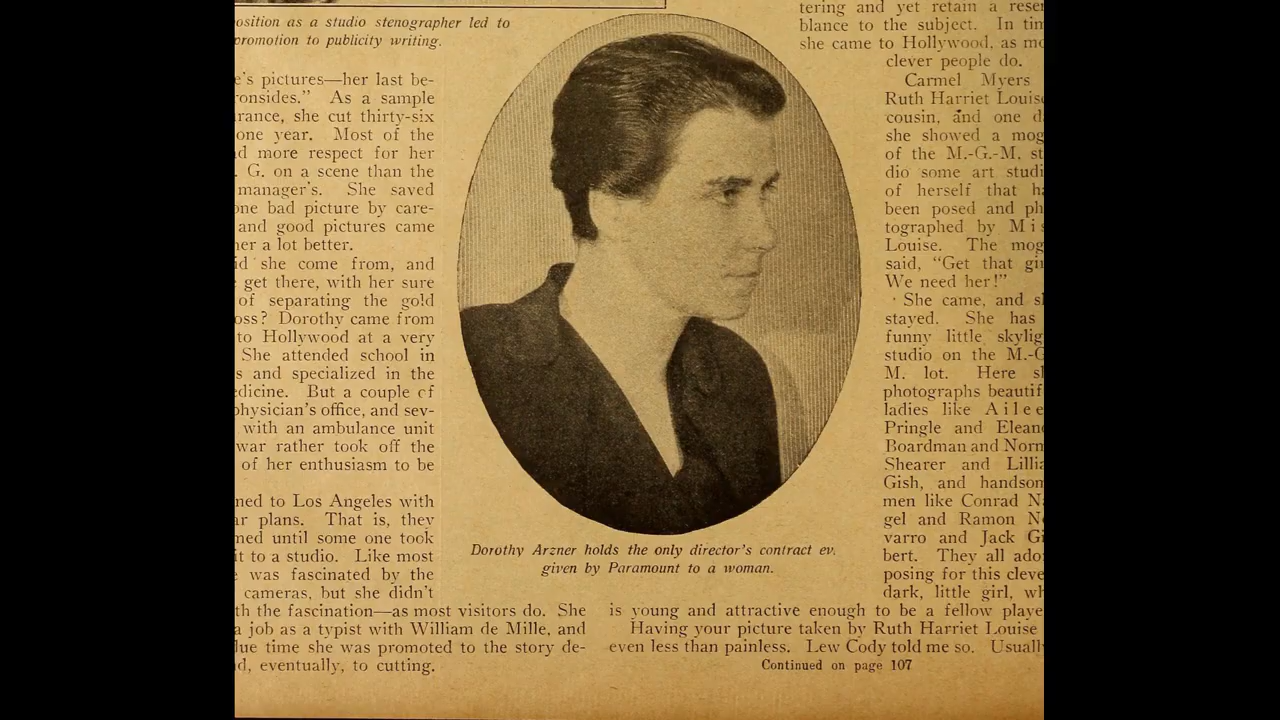 osition as a studio stenographer led to
promotion to publicity writing.
e's pictures—her last be-
ronsides." As a sample
rance, she cut thirty-six
one year. Most of the
d more respect for her
. G. on a scene than the
manager's. She saved
one bad picture by care-
and good pictures came
her a lot better.
id she come from, and
get there, with her sure
of separating the gold
oss? Dorothy came from
to Hollywood at a very
She attended school in
s and specialized in the
edicine. But a couple of
physician's office, and sev-
with an ambulance unit
war rather took off the
of her enthusiasm to be
ned to Los Angeles with
ar plans. That is, they
med until some one took
it to a studio. Like most
was fascinated by the
cameras, but she didn't
th the fascination—as most visitors do. She
a job as a typist with William de Mille, and
lue time she was promoted to the story de-
d, eventually, to cutting.
Dorothy Arzner holds the only director's contract ev
given by Paramount to a woman.
tering and yet retain a resem
blance to the subject. In tim
she came to Hollywood, as mo
clever people do.
Carmel Myers
Ruth Harriet Louise
cousin, and one d
she showed a mog
of the M.-G.-M. st
dio some art studi
of herself that ha
been posed and ph
tographed by Mis
Louise. The mog
said, "Get that gir
We need her!"
She came, and sh
stayed. She has
funny little skylig
studio on the M.-G
M. lot. Here sh
photographs beautif
ladies like Ailee
Pringle and Elean
Boardman and Norm
Shearer and Lillia
Gish, and handsom
men like Conrad Na
gel and Ramon No
varro and Jack Gi
bert. They all ado
posing for this cleve
dark, little girl, wh
is young and attractive enough to be a fellow playe
Having your picture taken by Ruth Harriet Louise
even less than painless. Lew Cody told me so. Usuall
Continued on page 107